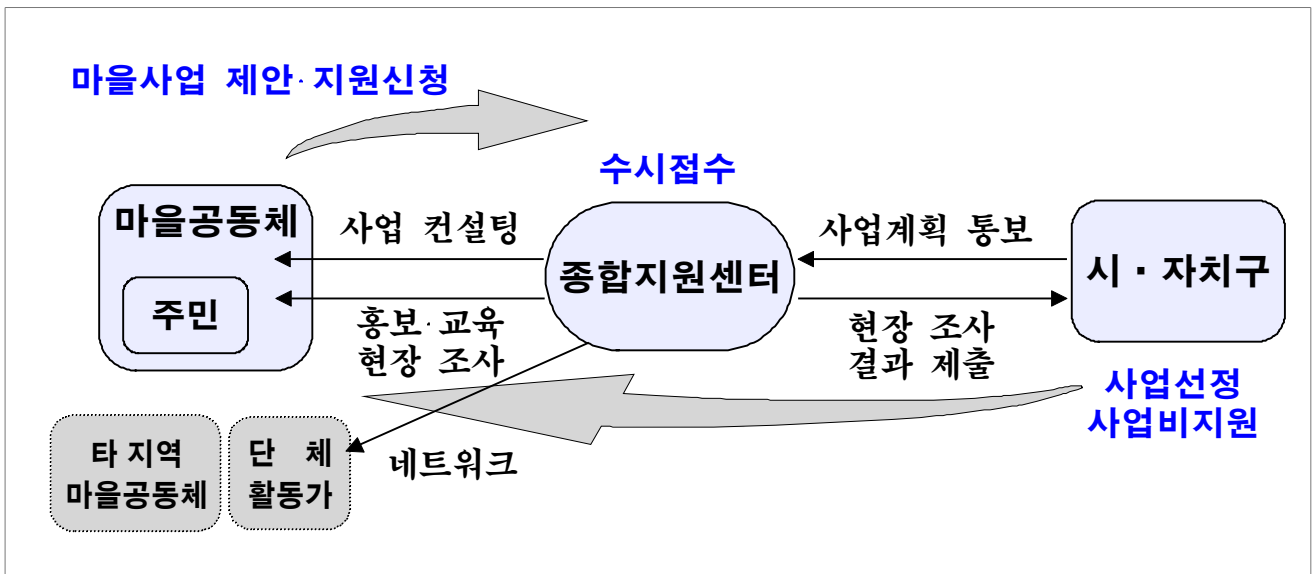 마을사업 제안·지원신청
수시접수
마을공동체
주민
사업 컨설팅
홍보·교육
현장 조사
종합지원센터
사업계획 통보
현장 조사
결과 제출
시·자치구
사업선정
사업비지원
타 지역
마을공동체
단 체
활동가
네트워크